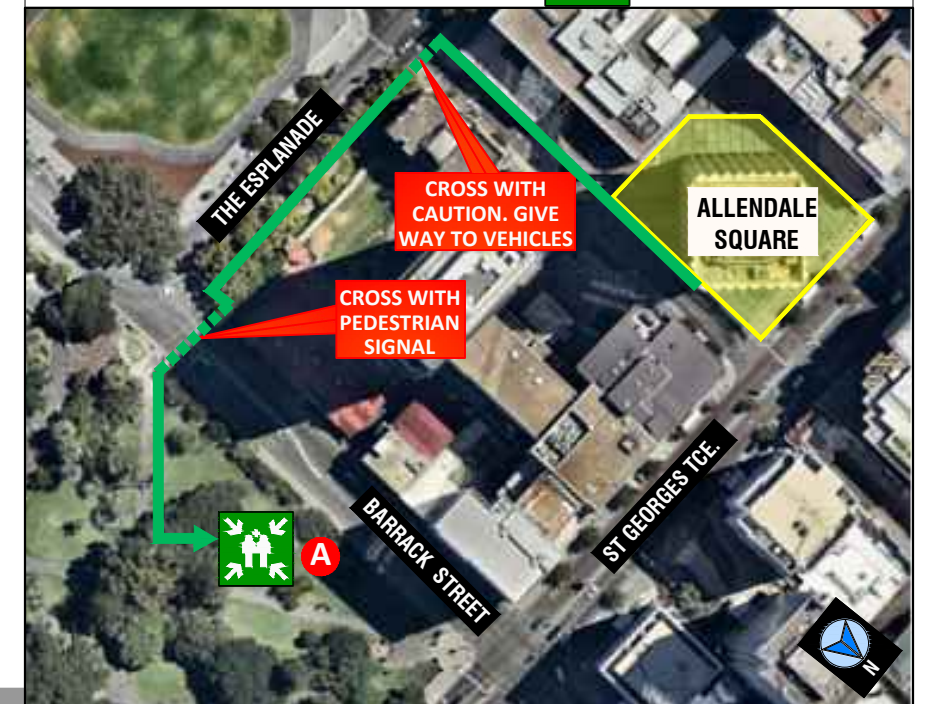 THE ESPLANADE
CROSS WITH
CAUTION. GIVE
WAY TO VEHICLES
ALLENDALE
SQUARE
CROSS WITH
PEDESTRIAN
SIGNAL
BARRACK STREET
ST GEORGES TCE.
A
N